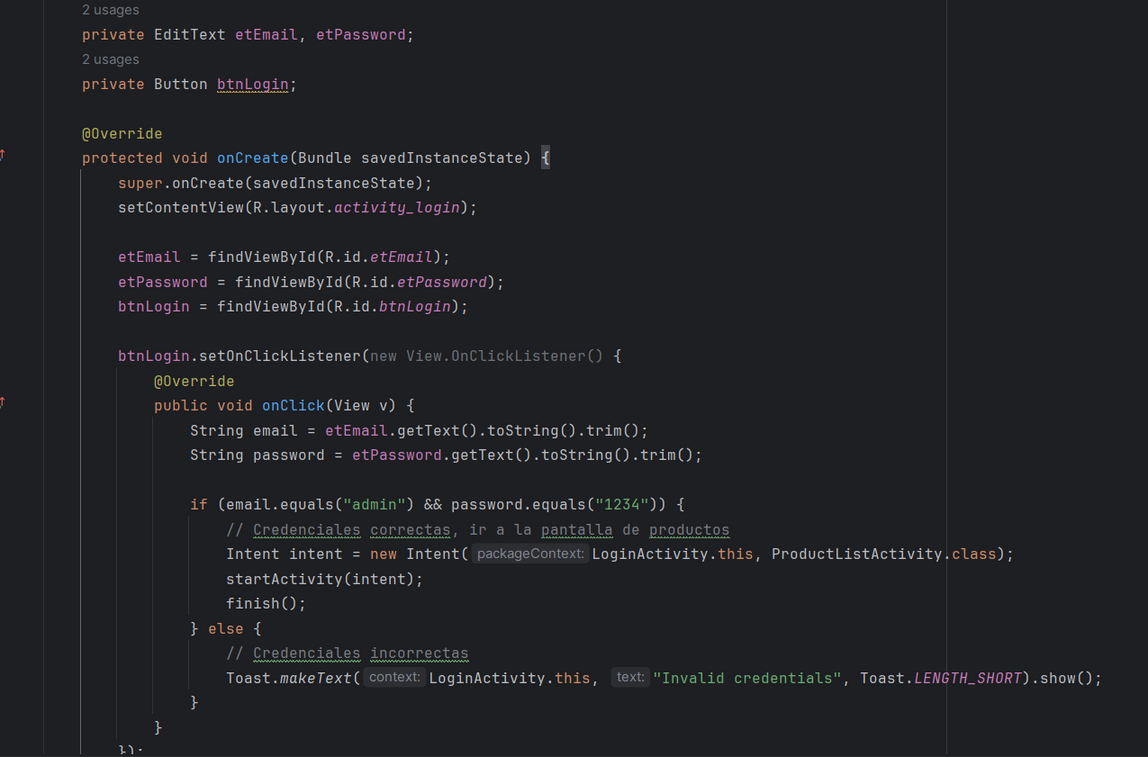 2 usages
private EditText etEmail, etPassword;
2 usages
private Button btnLogin;
@Override
protected void onCreate(Bundle savedInstanceState) {
super.onCreate(savedInstanceState);
setContentView(R.layout.activity_login);
etEmail = findViewById(R.id.etEmail);
etPassword = findViewById(R.id.etPassword);
btnLogin = findViewById(R.id.btnLogin);
btnLogin.setOnClickListener(new View.OnClickListener() {
@Override
public void onClick(View v) {
String email = etEmail.getText().toString().trim();
String password = etPassword.getText().toString().trim();
if (email.equals("admin") && password.equals("1234")) {
// Credenciales correctas, ir a la pantalla de productos
Intent intent = new Intent( packageContext: LoginActivity.this, ProductListActivity.class);
startActivity(intent);
finish();
} else {
// Credenciales incorrectas
Toast.makeText( context: LoginActivity.this, text: "Invalid credentials", Toast.LENGTH_SHORT).show();
}
}
});